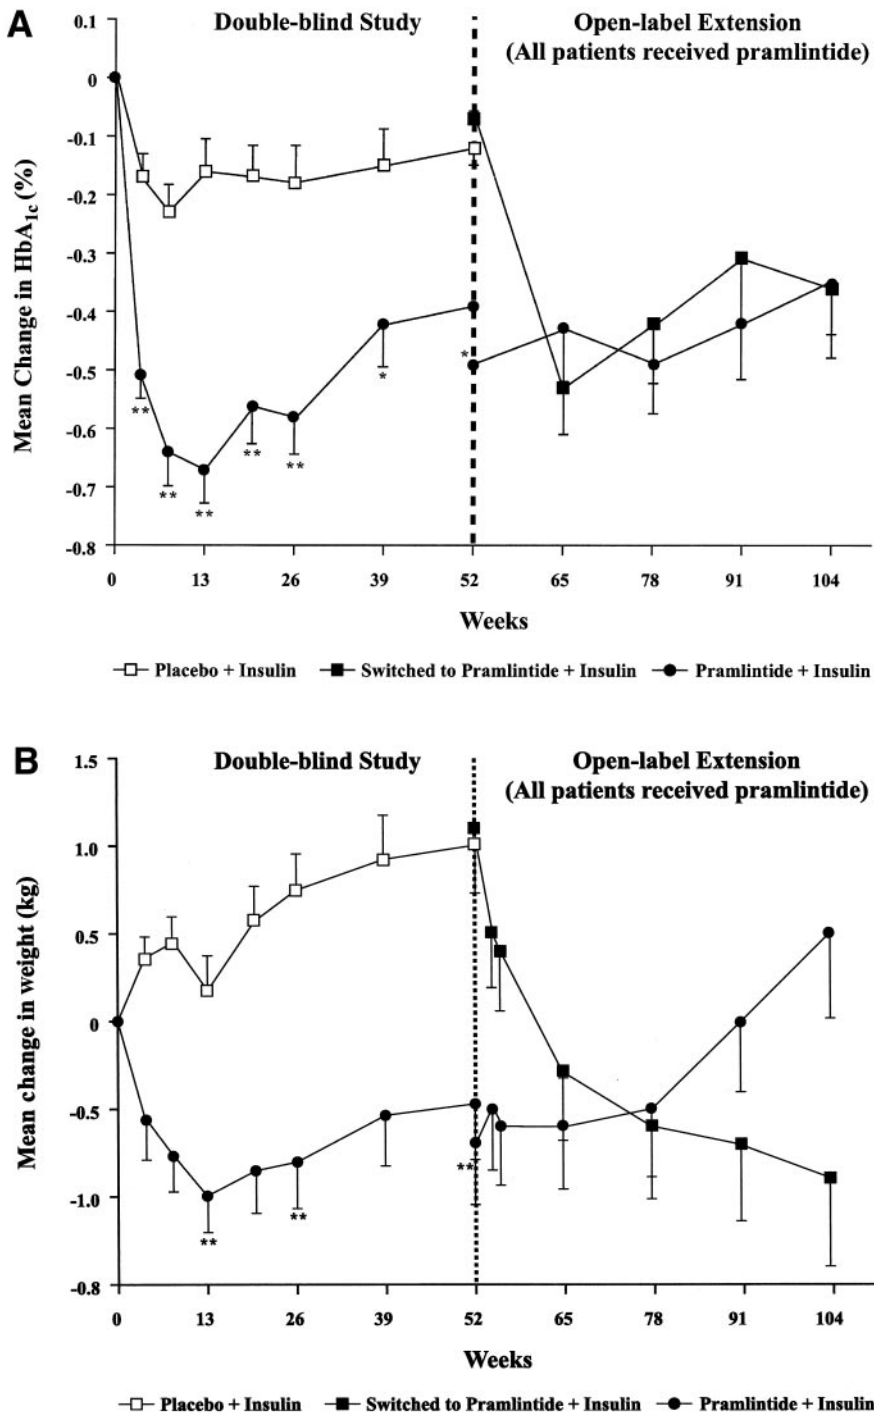 A
Double-blind Study
Open-label Extension
(All patients received pramlintide)
Mean Change in HbA1c (%)
0.1
0
-0.1
-0.2
-0.3
-0.4
-0.5
-0.6
-0.7
-0.8
**
**
**
**
**
*
*
0 13 26 39 52 65 78 91 104
Weeks
Placebo + Insulin Switched to Pramlintide + Insulin Pramlintide + Insulin
B
Double-blind Study
Open-label Extension
(All patients received pramlintide)
Mean change in weight (kg)
1.5
1.0
0.5
0
-0.5
-1.0
-0.8
**
**
**
0 13 26 39 52 65 78 91 104
Weeks
Placebo + Insulin Switched to Pramlintide + Insulin Pramlintide + Insulin